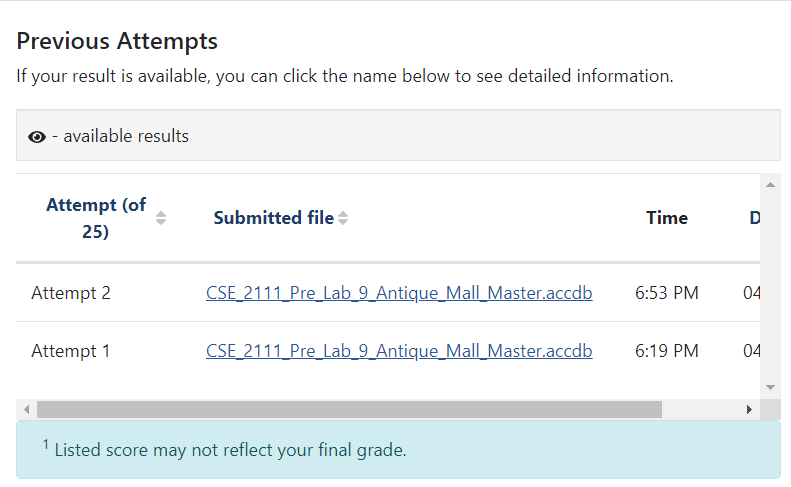 Previous Attempts
If your result is available, you can click the name below to see detailed information.
- available results
Attempt (of 25)
Submitted file
Time
D
Attempt 2 CSE_2111_Pre_Lab_9_Antique_Mall_Master.accdb 6:53 PM 04
Attempt 1 CSE_2111_Pre_Lab_9_Antique_Mall_Master.accdb 6:19 PM 04
1 Listed score may not reflect your final grade.